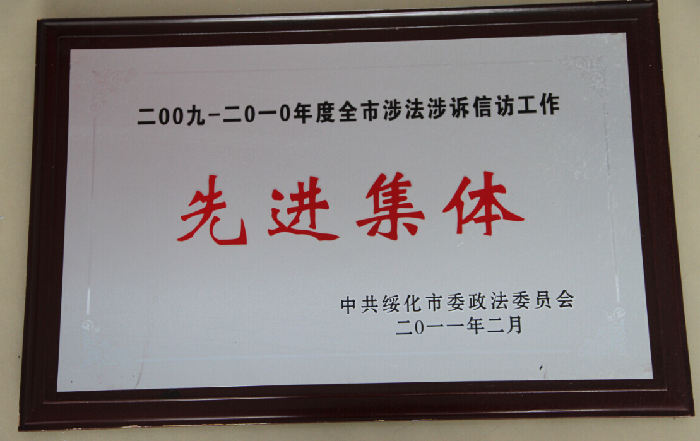 二00九-二0一0年度全市涉法涉诉信访工作
先进集体
中共绥化市委政法委员会
二0一一年二月